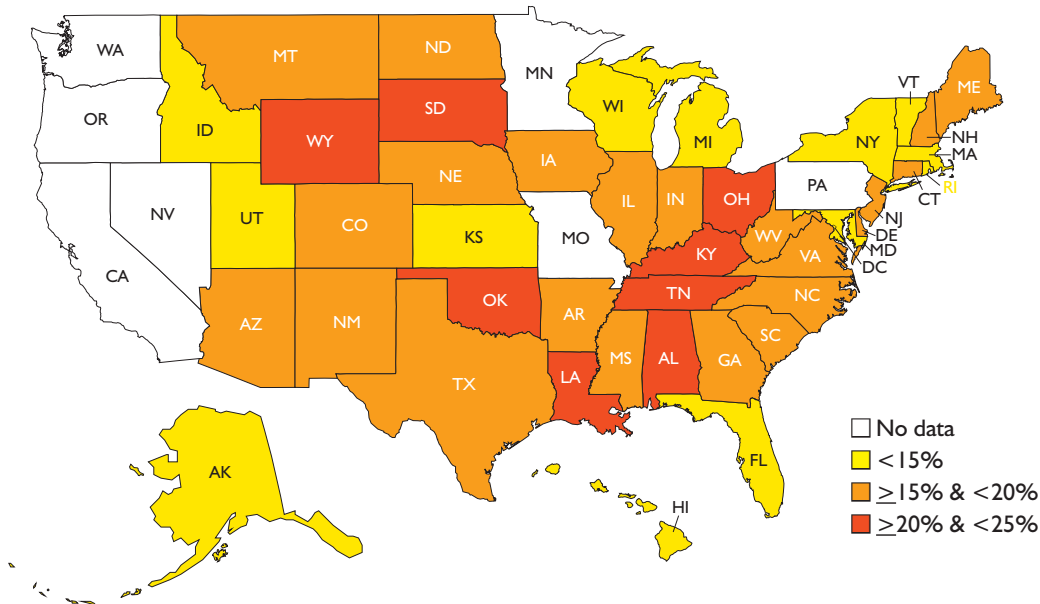 WA
MT
ND
MN
VT
ME
OR
ID
WY
SD
WI
MI
NY
NH
MA
RI
CT
NV
UT
CO
NE
IA
IL
IN
OH
PA
NJ
DE
MD
DC
CA
KS
MO
KY
WV
VA
AZ
NM
OK
AR
TN
NC
SC
TX
LA
MS
AL
GA
FL
AK
HI
No data
<15%
≥15% & <20%
≥20% & <25%